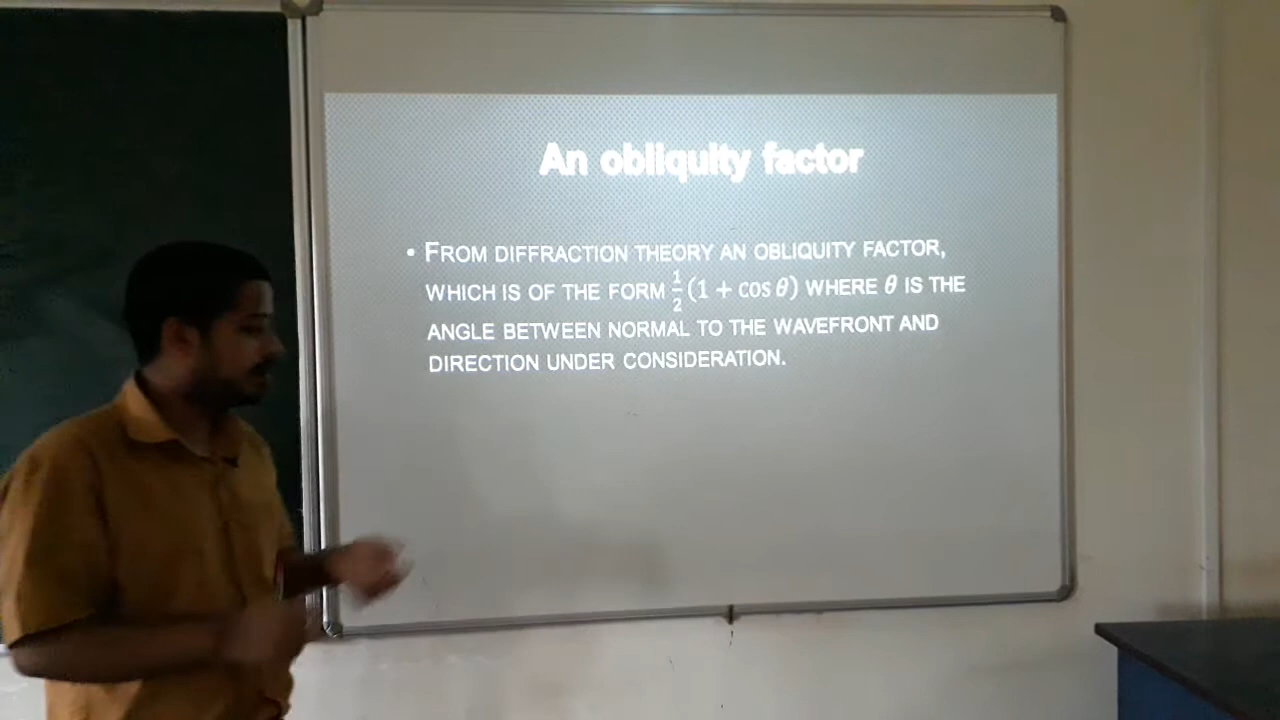 An obliquity factor
• FROM DIFFRACTION THEORY AN OBLIQUITY FACTOR,
WHICH IS OF THE FORM 1/2 (1 + cos θ) WHERE θ IS THE
ANGLE BETWEEN NORMAL TO THE WAVEFRONT AND
DIRECTION UNDER CONSIDERATION.